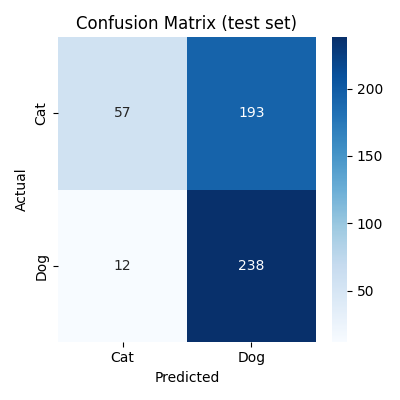 Confusion Matrix (test set)
Cat
57
193
200
150
Actual
100
Dog
12
238
50
Cat
Dog
Predicted